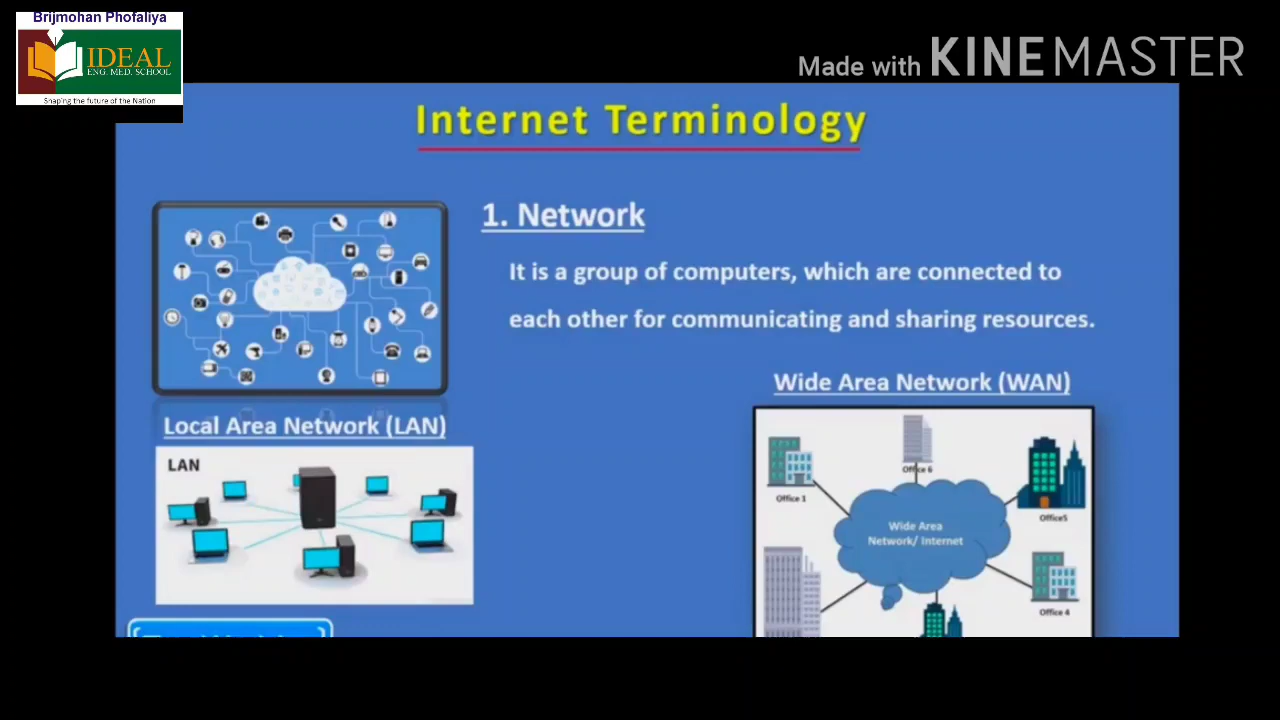 Brijmohan Phofaliya
IDEAL
ENG. MED. SCHOOL
Shaping the future of the Nation
Made with KINEMASTER
Internet Terminology
1. Network
It is a group of computers, which are connected to
each other for communicating and sharing resources.
Local Area Network (LAN)
LAN
Wide Area Network (WAN)
Office 6
Office 1
Office5
Wide Area
Network/ Internet
Office 4